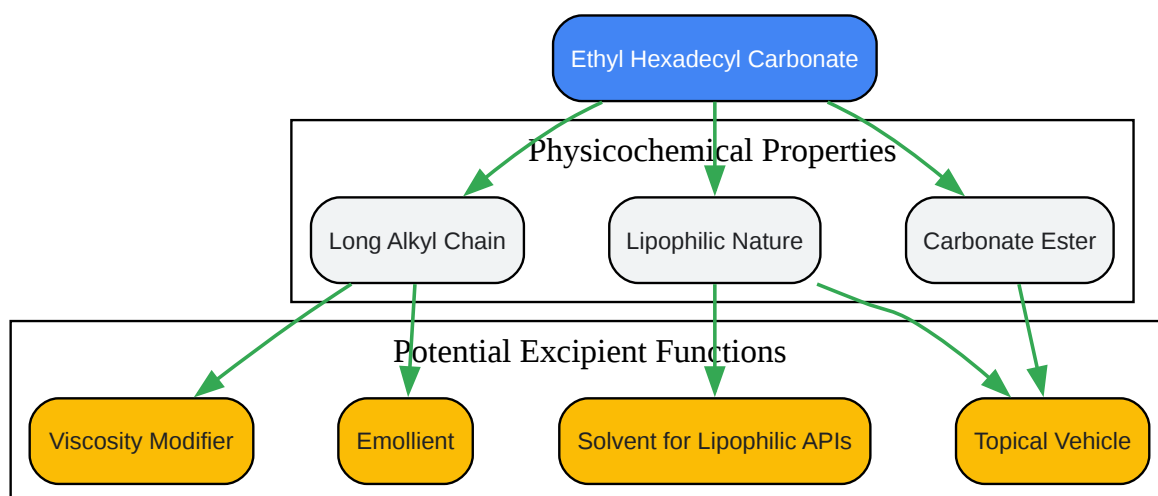 Ethyl Hexadecyl Carbonate
Physicochemical Properties
Long Alkyl Chain
Lipophilic Nature
Carbonate Ester
Potential Excipient Functions
Viscosity Modifier
Emollient
Solvent for Lipophilic APIs
Topical Vehicle